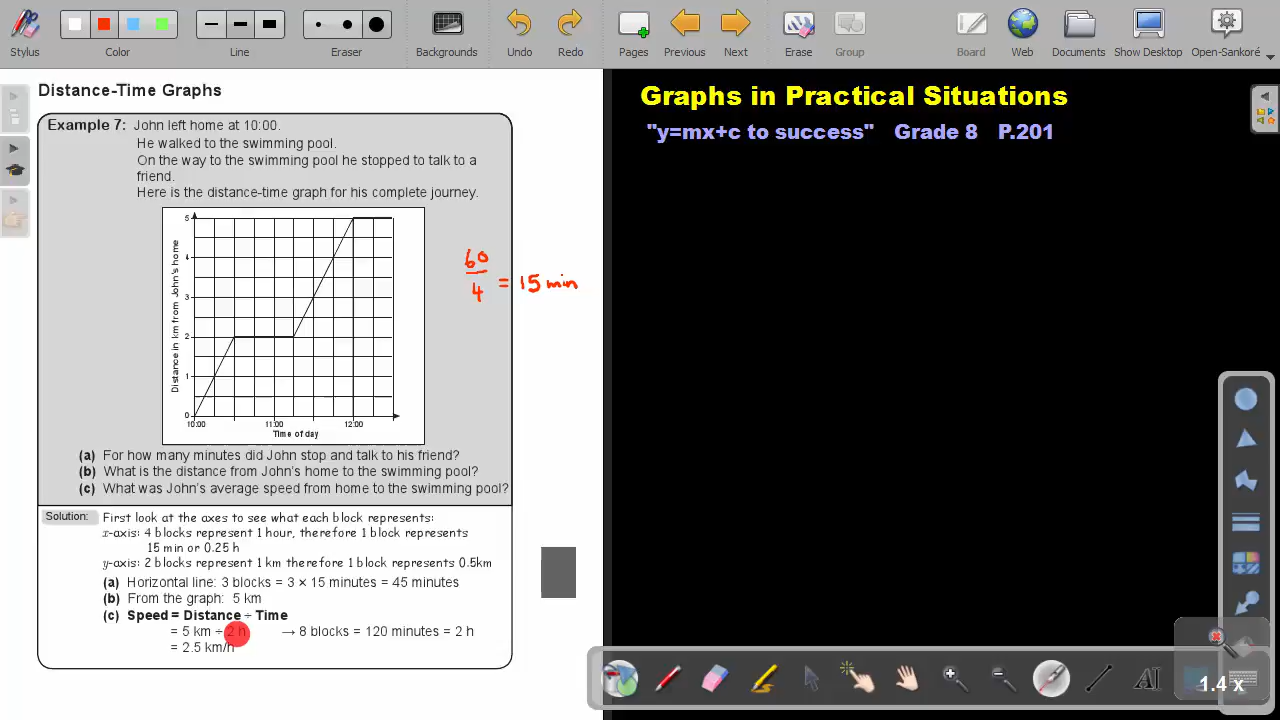 Stylus Color Line Eraser Backgrounds Undo Redo Pages Previous Next Erase Group Board Web Documents Show Desktop Open-Sankoré
Distance-Time Graphs
Example 7: John left home at 10:00.
He walked to the swimming pool.
On the way to the swimming pool he stopped to talk to a
friend.
Here is the distance-time graph for his complete journey.
Distance in km from John's home
5
4
3
2
1
0
10:00 11:00 12:00
Time of day
60
4
= 15 min
(a) For how many minutes did John stop and talk to his friend?
(b) What is the distance from John's home to the swimming pool?
(c) What was John's average speed from home to the swimming pool?
Solution: First look at the axes to see what each block represents:
x-axis: 4 blocks represent 1 hour, therefore 1 block represents
15 min or 0.25 h
y-axis: 2 blocks represent 1 km therefore 1 block represents 0.5km
(a) Horizontal line: 3 blocks = 3 × 15 minutes = 45 minutes
(b) From the graph: 5 km
(c) Speed = Distance ÷ Time
= 5 km ÷ 2 h → 8 blocks = 120 minutes = 2 h
= 2.5 km/h
Graphs in Practical Situations
"y=mx+c to success" Grade 8 P.201
AI
1.4 x